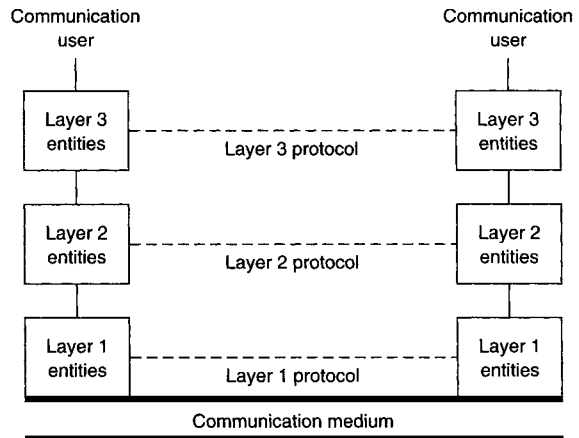 Communication
user
Communication
user
Layer 3
entities
Layer 3 protocol
Layer 3
entities
Layer 2
entities
Layer 2 protocol
Layer 2
entities
Layer 1
entities
Layer 1 protocol
Layer 1
entities
Communication medium